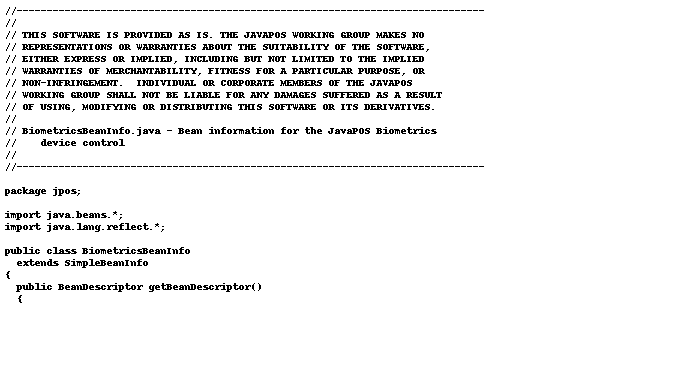 //------------------------------------------------------------------------------
//
// THIS SOFTWARE IS PROVIDED AS IS. THE JAVAPOS WORKING GROUP MAKES NO
// REPRESENTATIONS OR WARRANTIES ABOUT THE SUITABILITY OF THE SOFTWARE,
// EITHER EXPRESS OR IMPLIED, INCLUDING BUT NOT LIMITED TO THE IMPLIED
// WARRANTIES OF MERCHANTABILITY, FITNESS FOR A PARTICULAR PURPOSE, OR
// NON-INFRINGEMENT.  INDIVIDUAL OR CORPORATE MEMBERS OF THE JAVAPOS
// WORKING GROUP SHALL NOT BE LIABLE FOR ANY DAMAGES SUFFERED AS A RESULT
// OF USING, MODIFYING OR DISTRIBUTING THIS SOFTWARE OR ITS DERIVATIVES.
//
// BiometricsBeanInfo.java - Bean information for the JavaPOS Biometrics
//    device control
//
//------------------------------------------------------------------------------

package jpos;

import java.beans.*;
import java.lang.reflect.*;

public class BiometricsBeanInfo
  extends SimpleBeanInfo
{
  public BeanDescriptor getBeanDescriptor()
  {